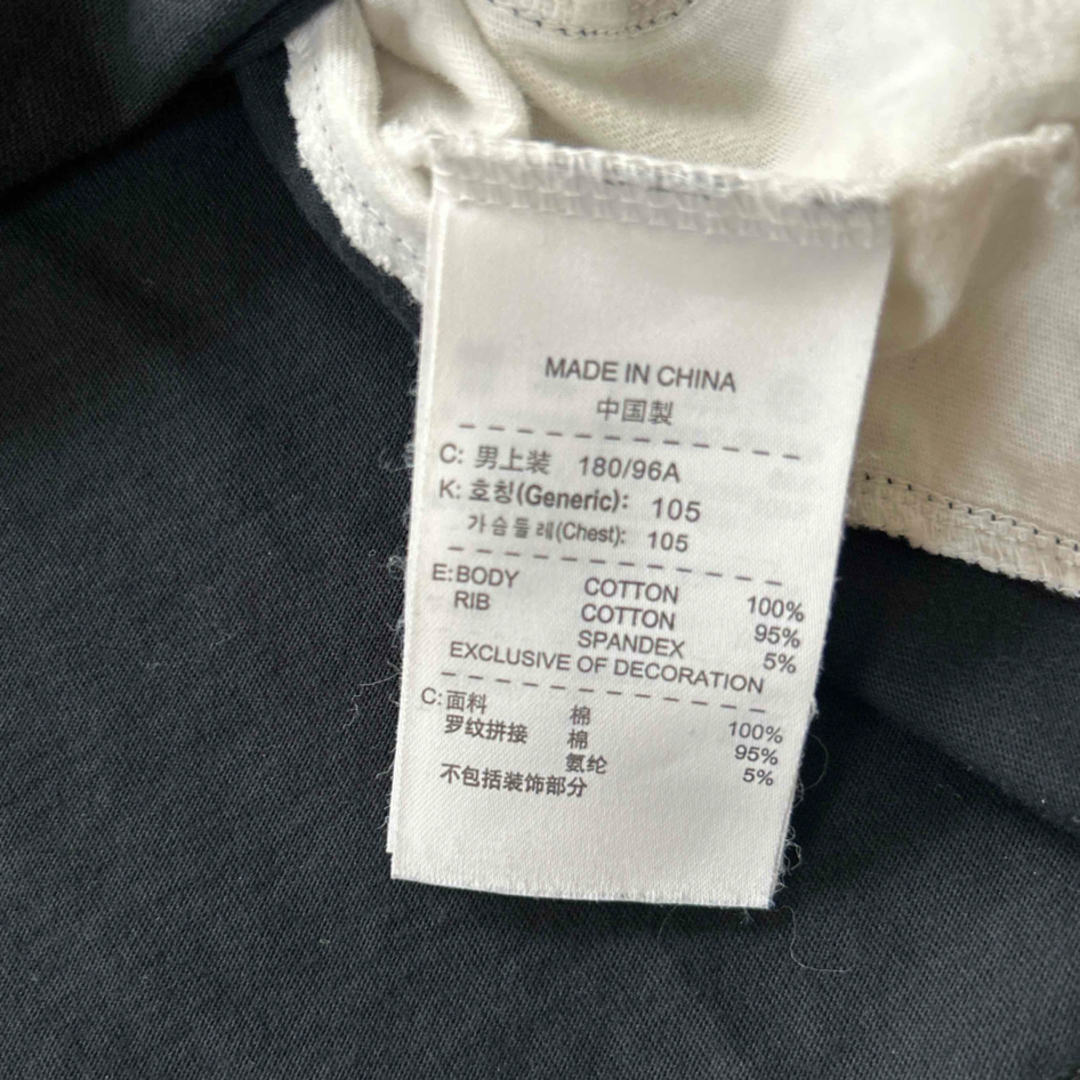 MADE IN CHINA
中国製
C: 男上装 180/96A
K: 호칭(Generic): 105
가슴둘레(Chest): 105
E: BODY COTTON 100%
RIB COTTON 95%
SPANDEX 5%
EXCLUSIVE OF DECORATION
C: 面料 棉 100%
罗纹拼接 棉 95%
氨纶 5%
不包括装饰部分